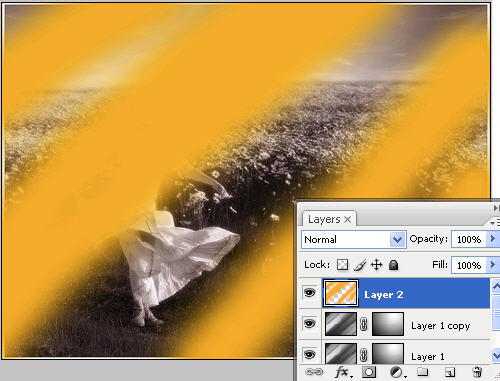 Layers ×
Normal Opacity: 100%
Lock: Fill: 100%
Layer 2
Layer 1 copy
Layer 1
fx.